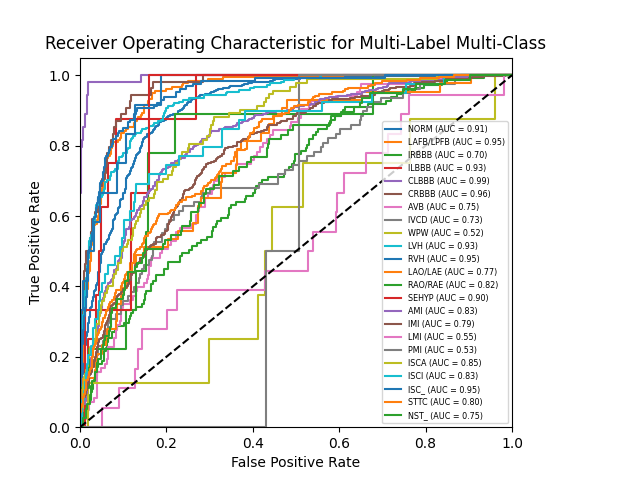 Receiver Operating Characteristic for Multi-Label Multi-Class
1.0
0.8
0.6
0.4
0.2
0.0
True Positive Rate
NORM (AUC = 0.91)
LAFB/LPFB (AUC = 0.95)
IRBBB (AUC = 0.70)
ILBBB (AUC = 0.93)
CLBBB (AUC = 0.99)
CRBBB (AUC = 0.96)
AVB (AUC = 0.75)
IVCD (AUC = 0.73)
WPW (AUC = 0.52)
LVH (AUC = 0.93)
RVH (AUC = 0.95)
LAO/LAE (AUC = 0.77)
RAO/RAE (AUC = 0.82)
SEHYP (AUC = 0.90)
AMI (AUC = 0.83)
IMI (AUC = 0.79)
LMI (AUC = 0.55)
PMI (AUC = 0.53)
ISCA (AUC = 0.85)
ISCI (AUC = 0.83)
ISC_ (AUC = 0.95)
STTC (AUC = 0.80)
NST_ (AUC = 0.75)
0.0 0.2 0.4 0.6 0.8 1.0
False Positive Rate